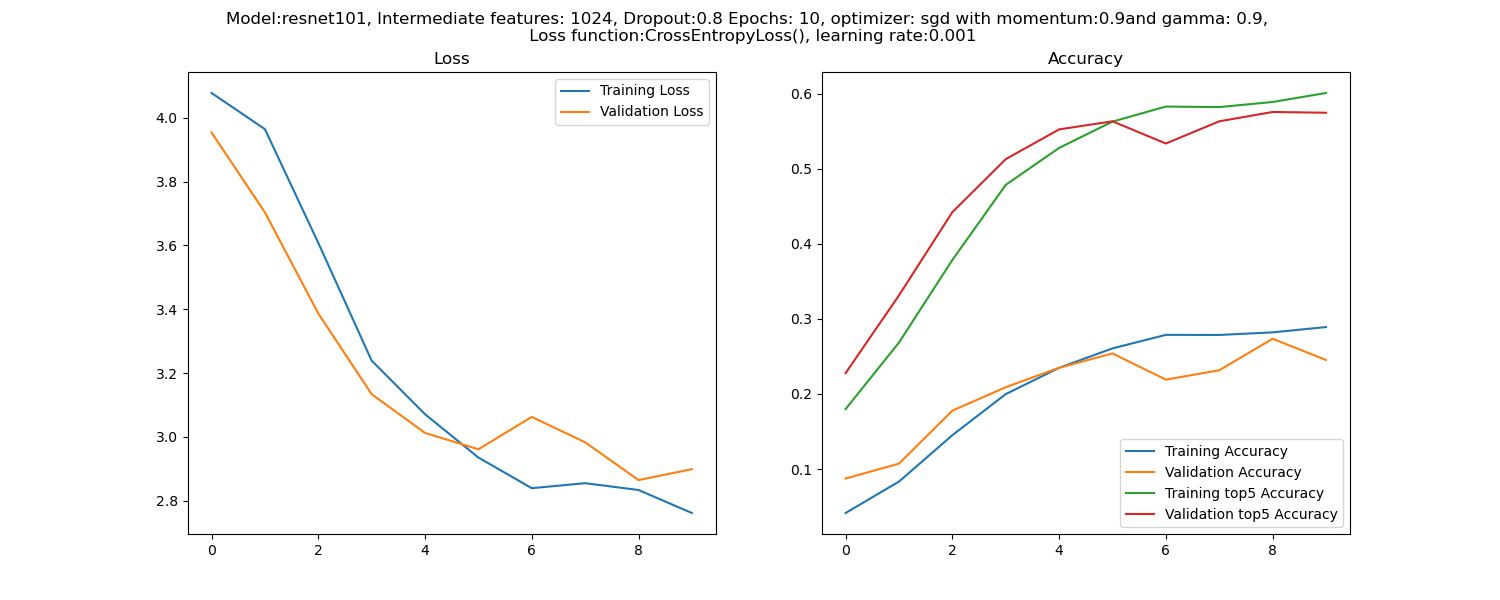 Model:resnet101, Intermediate features: 1024, Dropout:0.8 Epochs: 10, optimizer: sgd with momentum:0.9and gamma: 0.9,
Loss function:CrossEntropyLoss(), learning rate:0.001
Loss
4.0
3.8
3.6
3.4
3.2
3.0
2.8
0 2 4 6 8
Training Loss
Validation Loss
Accuracy
0.6
0.5
0.4
0.3
0.2
0.1
0 2 4 6 8
Training Accuracy
Validation Accuracy
Training top5 Accuracy
Validation top5 Accuracy